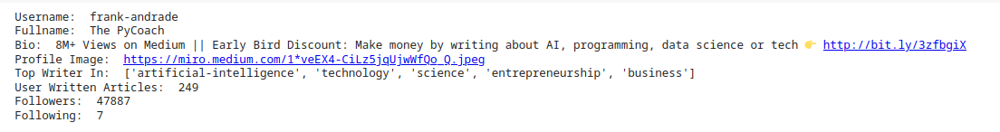 Username:  frank-andrade
Fullname:  The PyCoach
Bio:  8M+ Views on Medium || Early Bird Discount: Make money by writing about AI, programming, data science or tech 👉 http://bit.ly/3zfbgiX
Profile Image:  https://miro.medium.com/1*veEX4-CiLz5jqUjwWfQo_Q.jpeg
Top Writer In:  ['artificial-intelligence', 'technology', 'science', 'entrepreneurship', 'business']
User Written Articles:  249
Followers:  47887
Following:  7